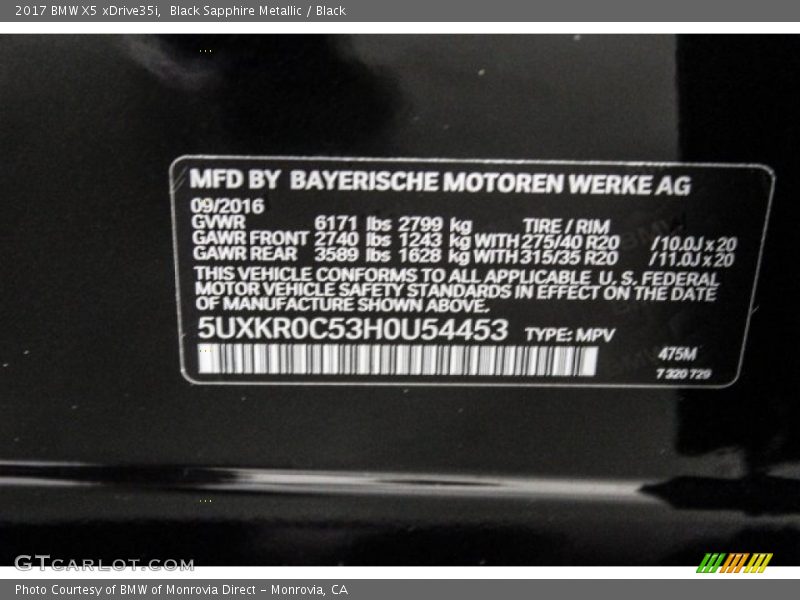 2017 BMW X5 xDrive35i,  Black Sapphire Metallic / Black
MFD BY BAYERISCHE MOTOREN WERKE AG
09/2016
GVWR 6171 lbs 2799 kg TIRE / RIM
GAWR FRONT 2740 lbs 1243 kg WITH 275/40 R20 /10.0J x 20
GAWR REAR 3589 lbs 1628 kg WITH 315/35 R20 /11.0J x 20
THIS VEHICLE CONFORMS TO ALL APPLICABLE U. S. FEDERAL
MOTOR VEHICLE SAFETY STANDARDS IN EFFECT ON THE DATE
OF MANUFACTURE SHOWN ABOVE.
5UXKR0C53H0U54453 TYPE: MPV
475M
7 320 729
GTCARLOT.COM
Photo Courtesy of BMW of Monrovia Direct - Monrovia, CA